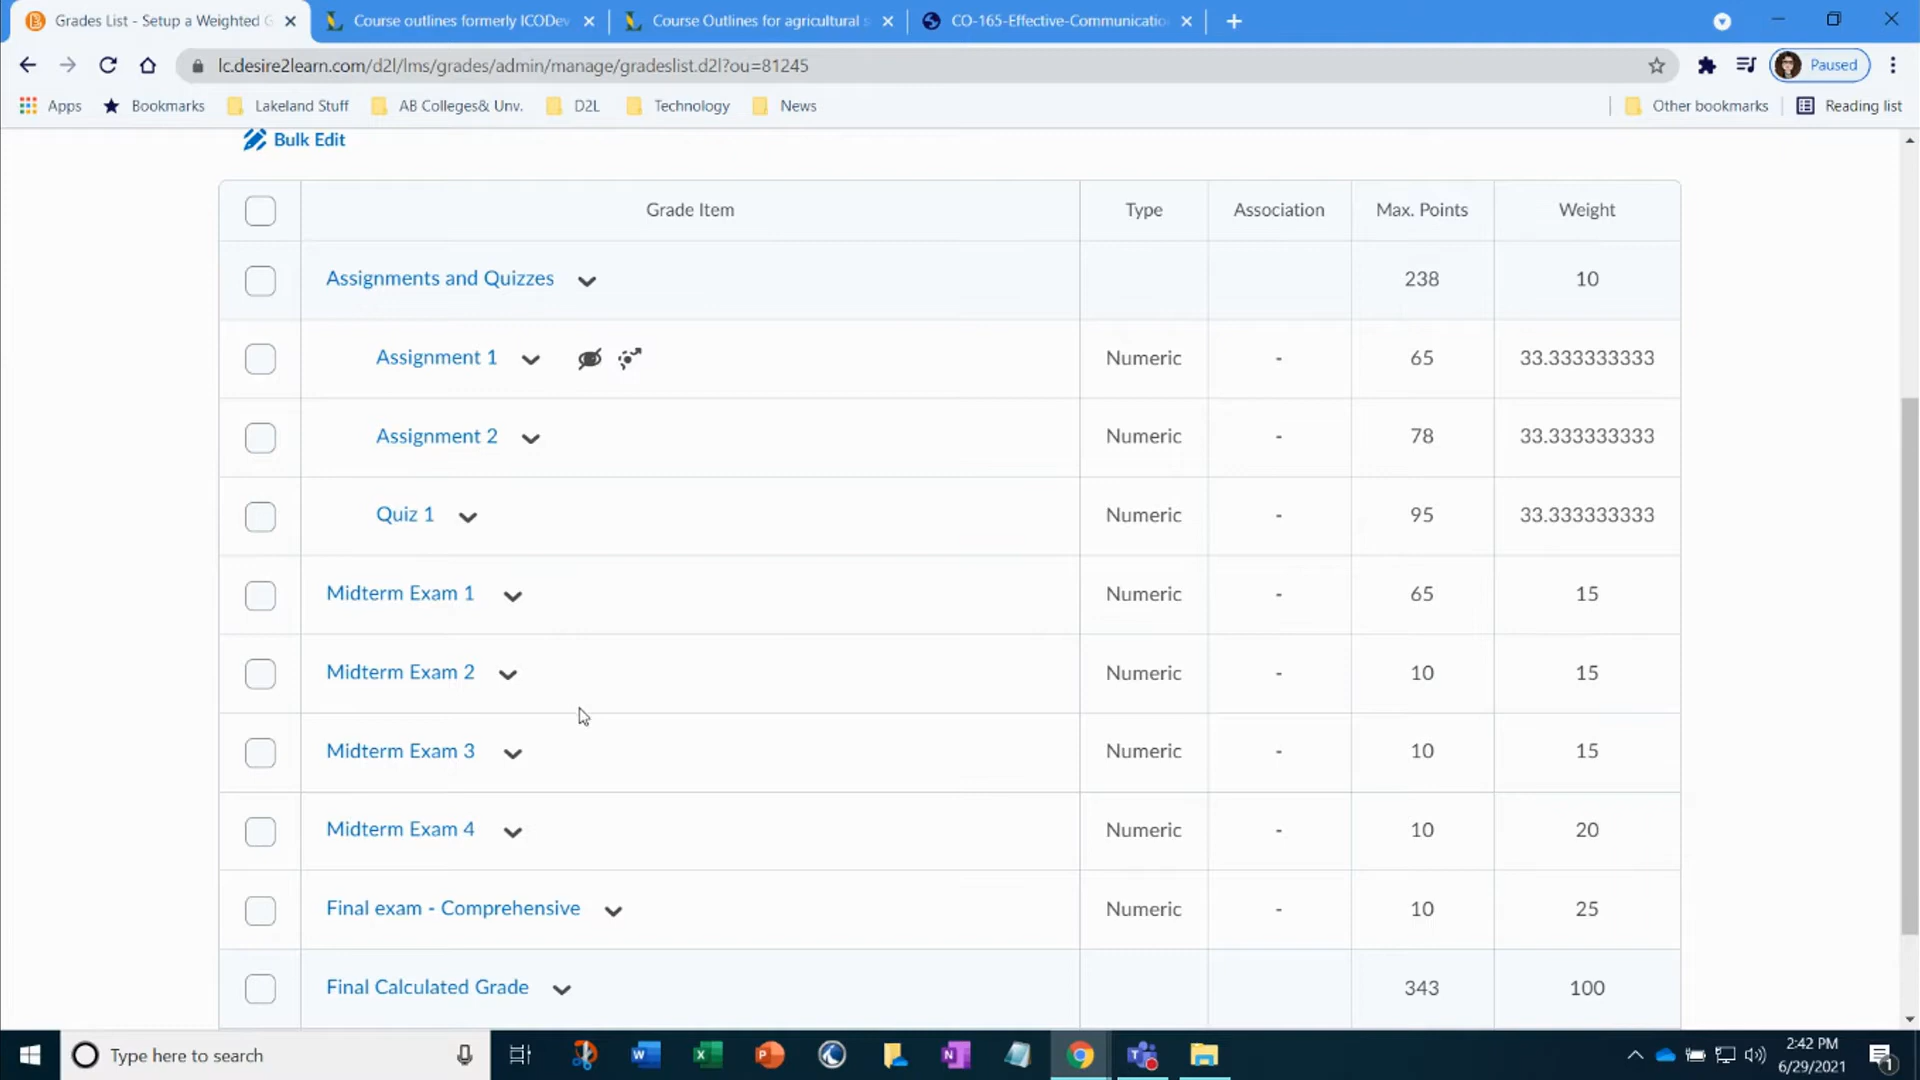 Grades List - Setup a Weighted G
Course outlines formerly ICODev
Course Outlines for agricultural s
CO-165-Effective-Communicatio
lc.desire2learn.com/d2l/lms/grades/admin/manage/gradeslist.d2l?ou=81245
Paused
Apps Bookmarks Lakeland Stuff AB Colleges& Unv. D2L Technology News Other bookmarks Reading list
Bulk Edit
Grade Item Type Association Max. Points Weight
Assignments and Quizzes 238 10
Assignment 1 Numeric - 65 33.333333333
Assignment 2 Numeric - 78 33.333333333
Quiz 1 Numeric - 95 33.333333333
Midterm Exam 1 Numeric - 65 15
Midterm Exam 2 Numeric - 10 15
Midterm Exam 3 Numeric - 10 15
Midterm Exam 4 Numeric - 10 20
Final exam - Comprehensive Numeric - 10 25
Final Calculated Grade 343 100
Type here to search
2:42 PM
6/29/2021
1